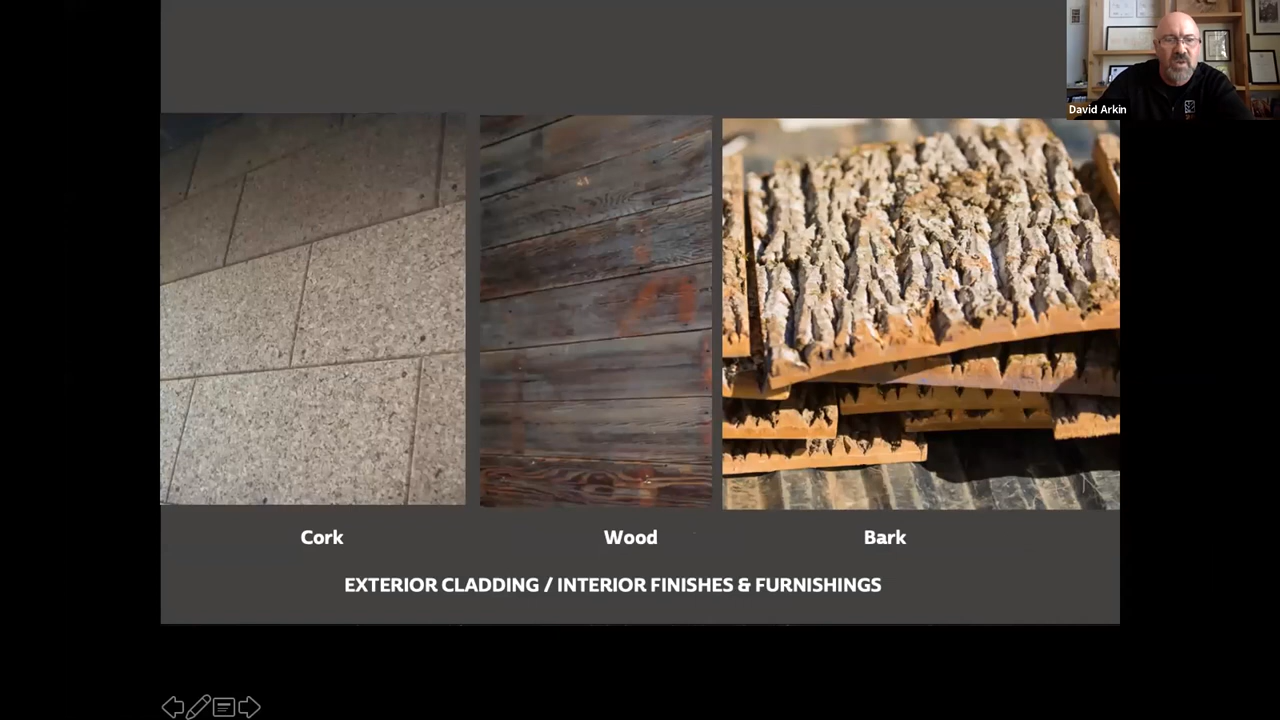 David Arkin
Cork
Wood
Bark
EXTERIOR CLADDING / INTERIOR FINISHES & FURNISHINGS